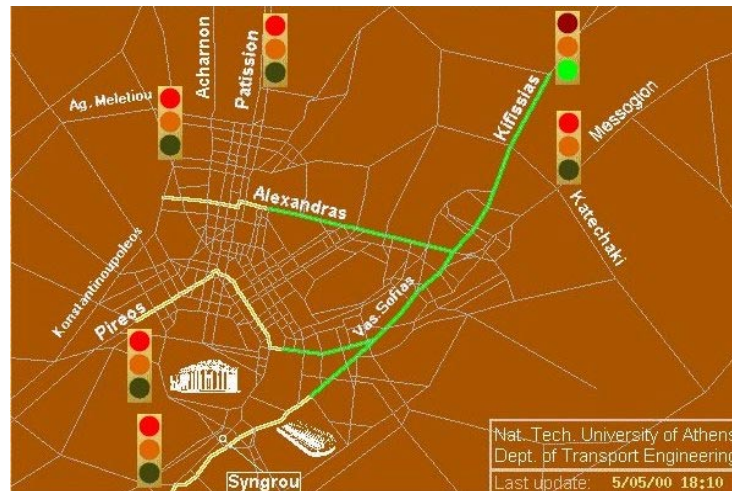 Ag. Meletiou
Acharnon
Patission
Kifissias
Messogion
Alexandras
Katechaki
Konstantinoupoleos
Pireos
Vas. Sofias
Syngrou
Nat. Tech. University of Athens
Dept. of Transport Engineering
Last update: 5/05/00 18:10